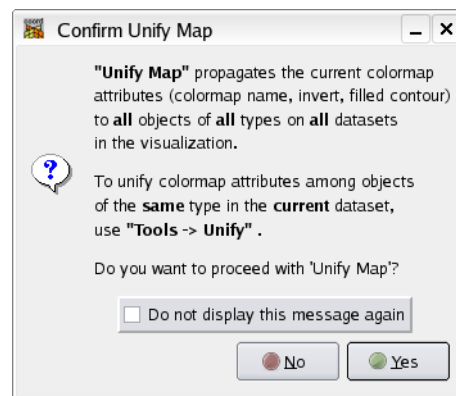 Confirm Unify Map
"Unify Map" propagates the current colormap
attributes (colormap name, invert, filled contour)
to all objects of all types on all datasets
in the visualization.
To unify colormap attributes among objects
of the same type in the current dataset,
use "Tools -> Unify" .
Do you want to proceed with 'Unify Map'?
Do not display this message again
No
Yes